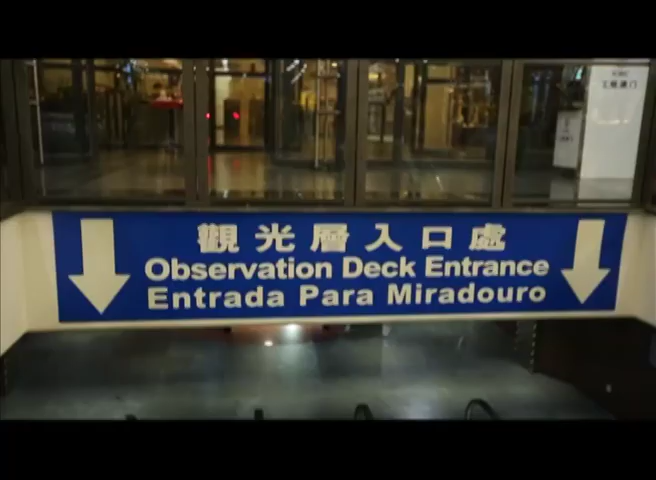 觀光層入口處
Observation Deck Entrance
Entrada Para Miradouro